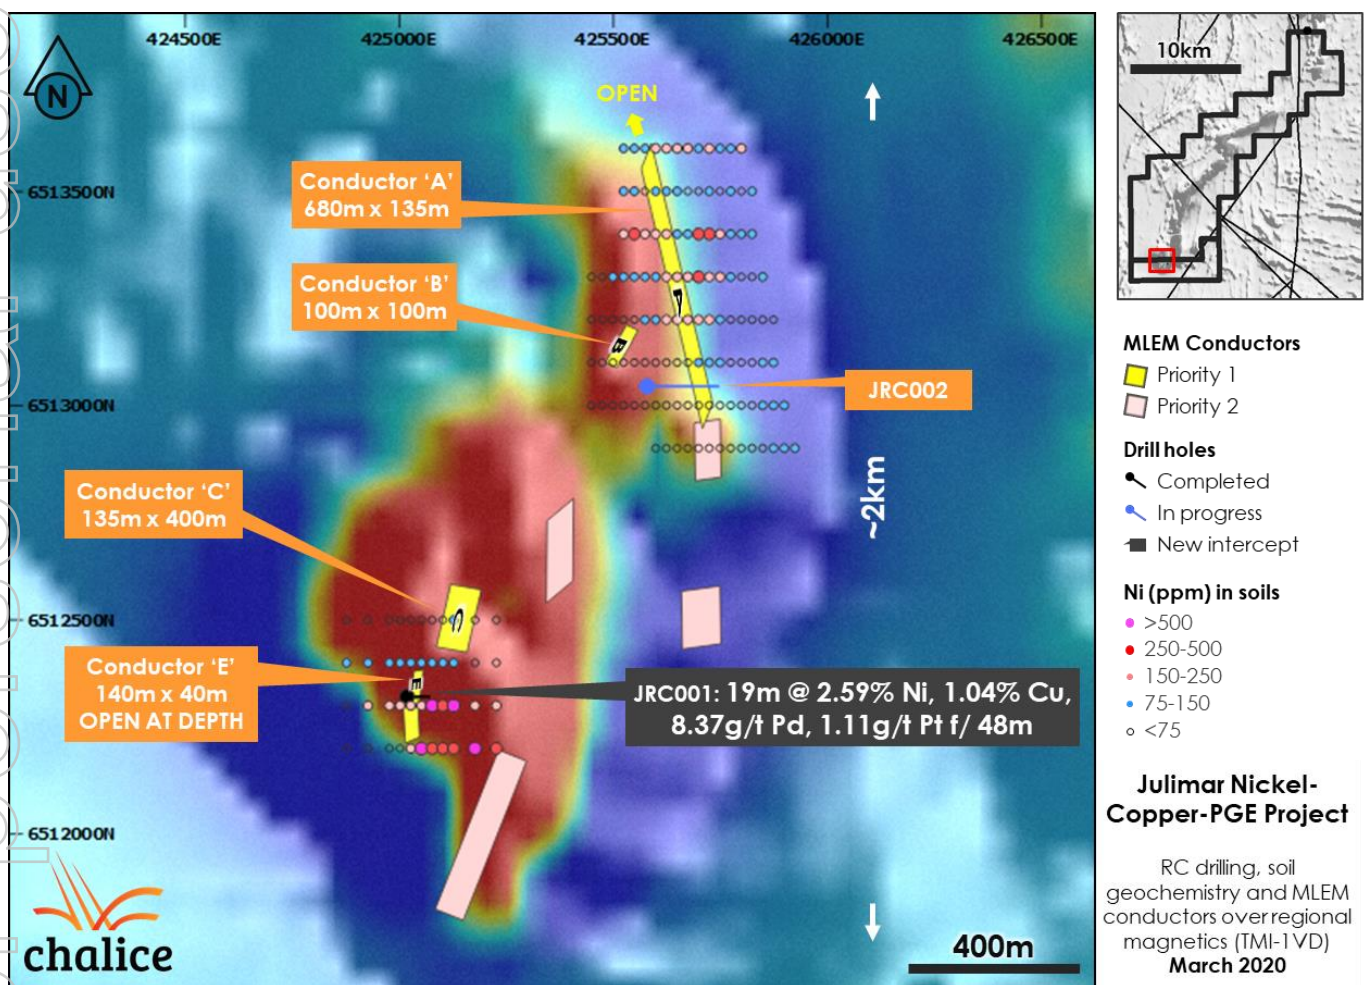 424500E
425000E
425500E
426000E
426500E
N
OPEN
Conductor ‘A’
680m x 135m
6513500N
Conductor ‘B’
100m x 100m
B
JRC002
6513000N
Conductor ‘C’
135m x 400m
~2km
C
6512500N
Conductor ‘E’
140m x 40m
OPEN AT DEPTH
E
JRC001: 19m @ 2.59% Ni, 1.04% Cu,
8.37g/t Pd, 1.11g/t Pt f/ 48m
6512000N
chalice
400m
10km
MLEM Conductors
Priority 1
Priority 2
Drill holes
Completed
In progress
New intercept
Ni (ppm) in soils
>500
250-500
150-250
75-150
<75
Julimar Nickel-
Copper-PGE Project
RC drilling, soil
geochemistry and MLEM
conductors over regional
magnetics (TMI-1VD)
March 2020